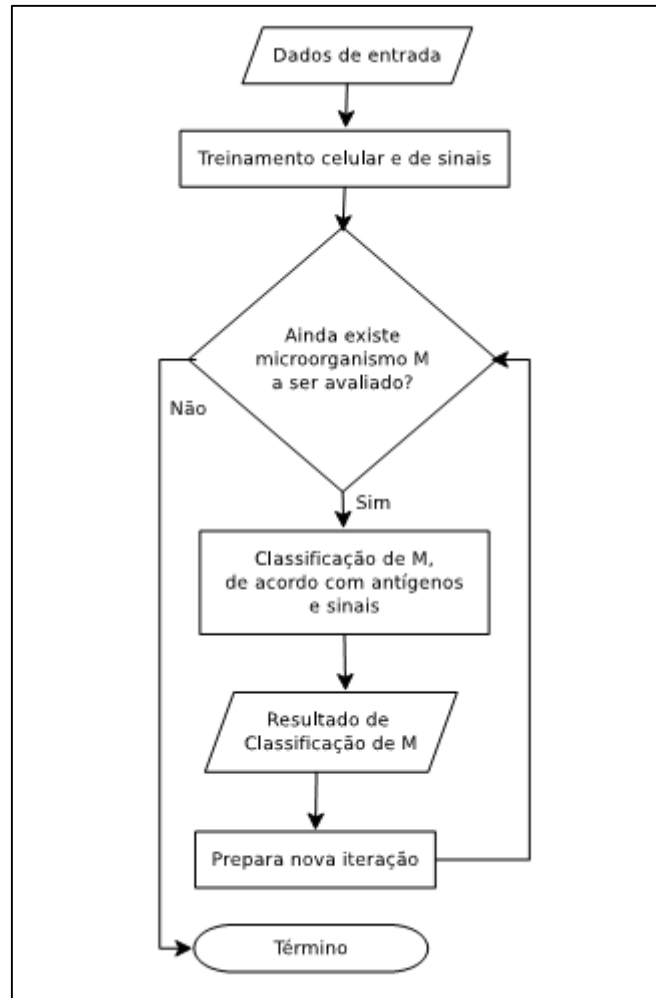 Dados de entrada
Treinamento celular e de sinais
Ainda existe
microorganismo M
a ser avaliado?
Não
Sim
Classificação de M,
de acordo com antígenos
e sinais
Resultado de
Classificação de M
Prepara nova iteração
Término